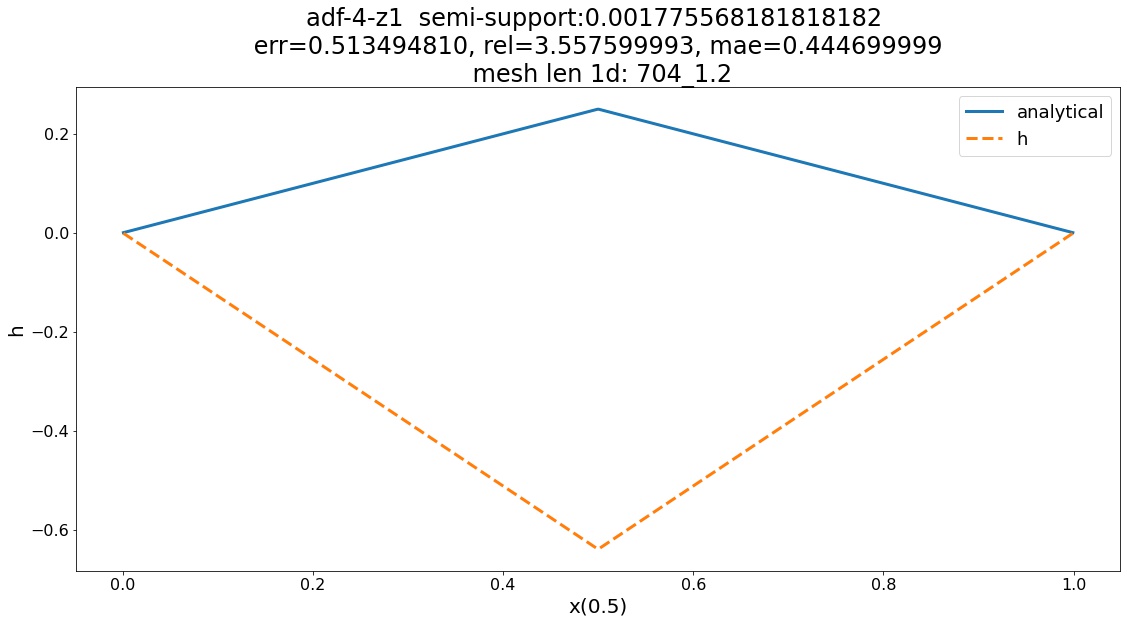 adf-4-z1  semi-support:0.001775568181818182
err=0.513494810, rel=3.557599993, mae=0.444699999
mesh len 1d: 704_1.2
analytical
h
0.2
0.0
−0.2
−0.4
−0.6
h
0.0
0.2
0.4
0.6
0.8
1.0
x(0.5)